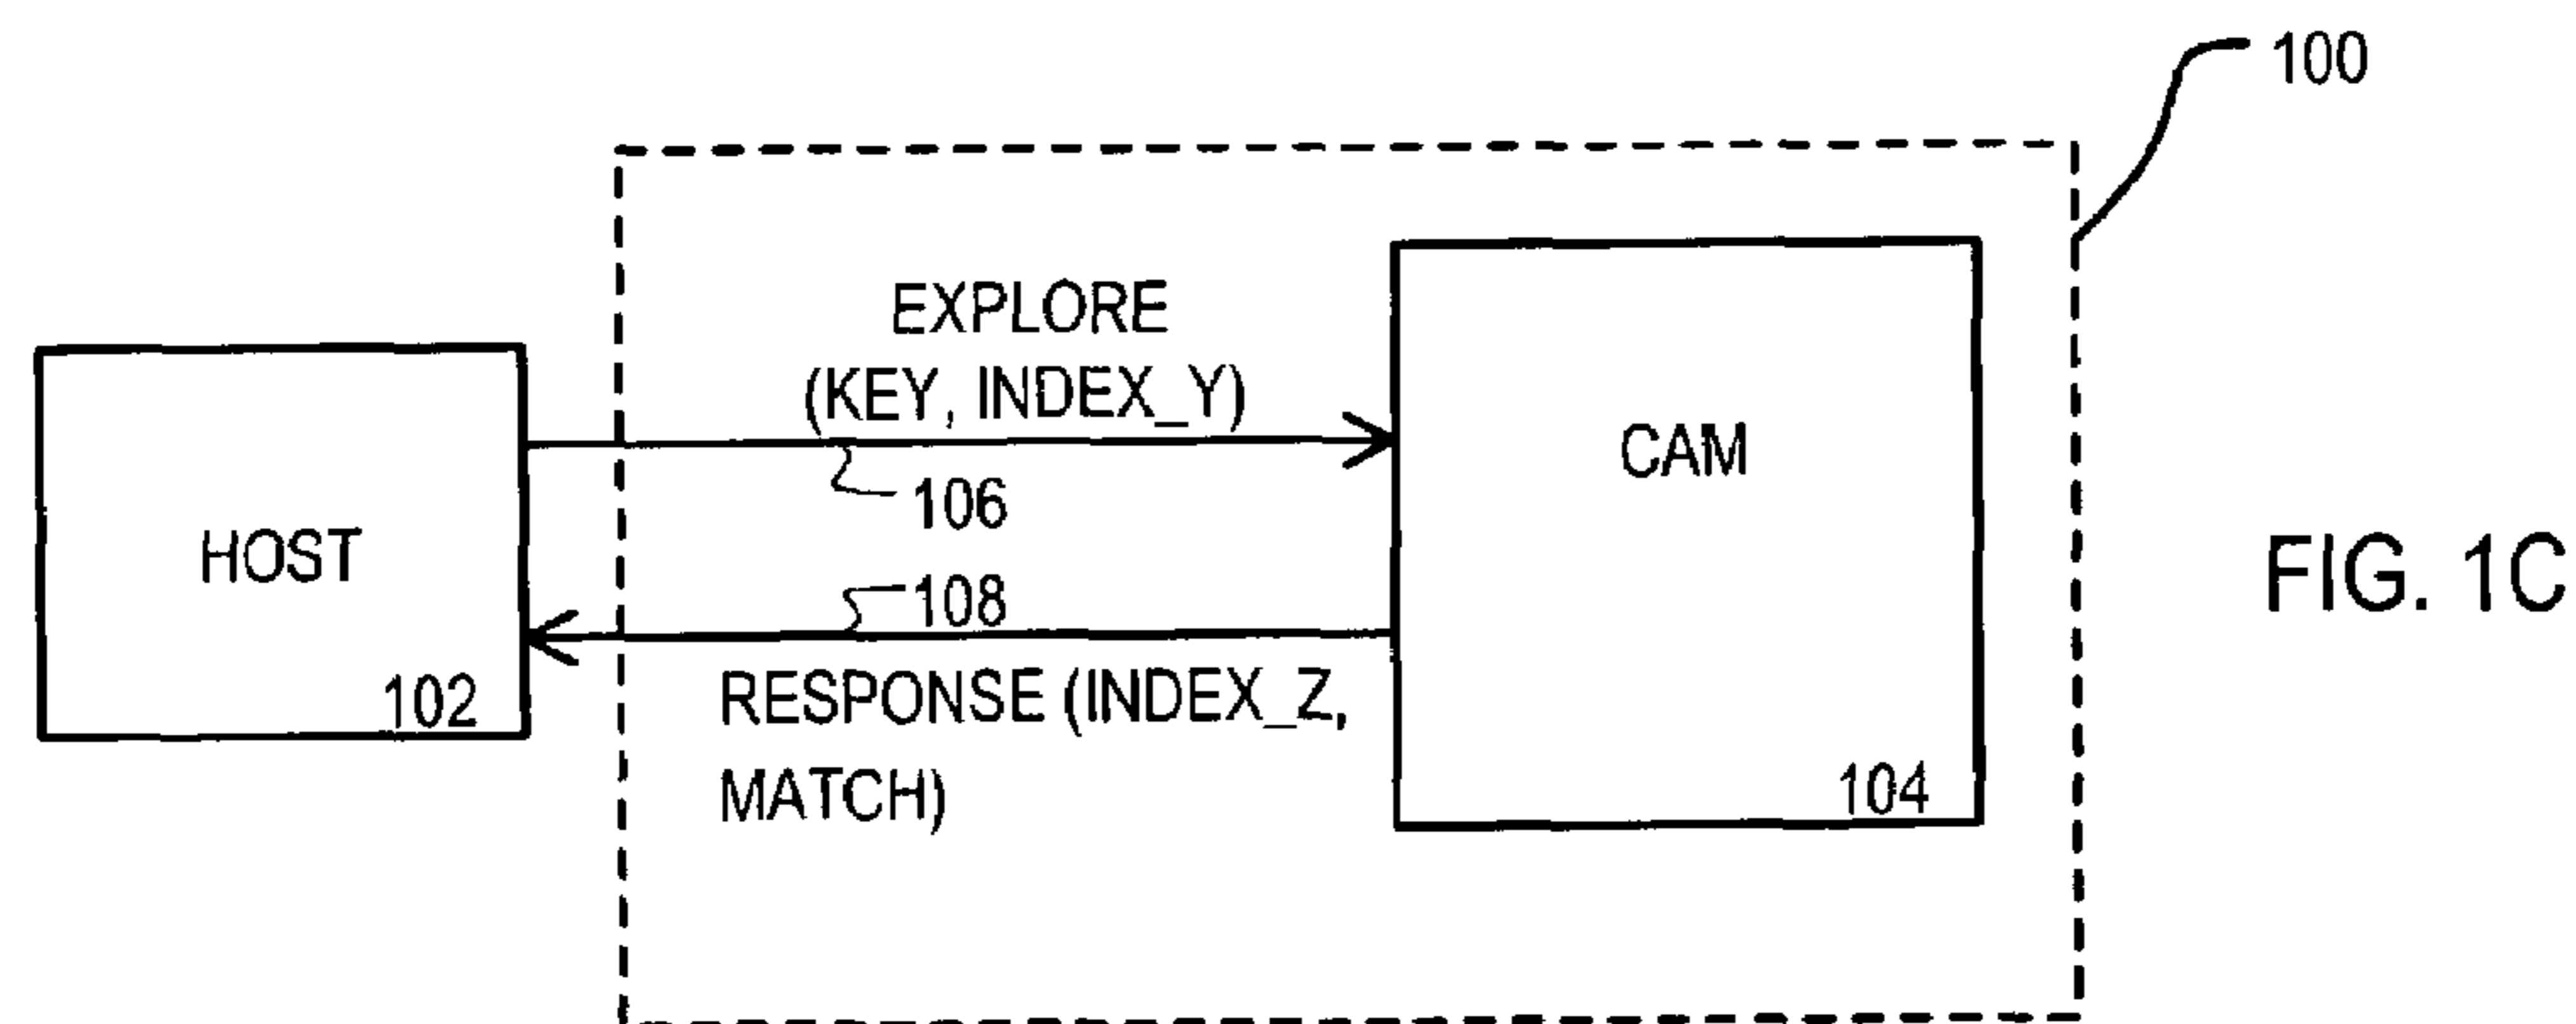 100
EXPLORE
(KEY, INDEX_Y)
CAM
106
HOST
FIG. 1C
108
102
RESPONSE (INDEX_Z,
MATCH)
104